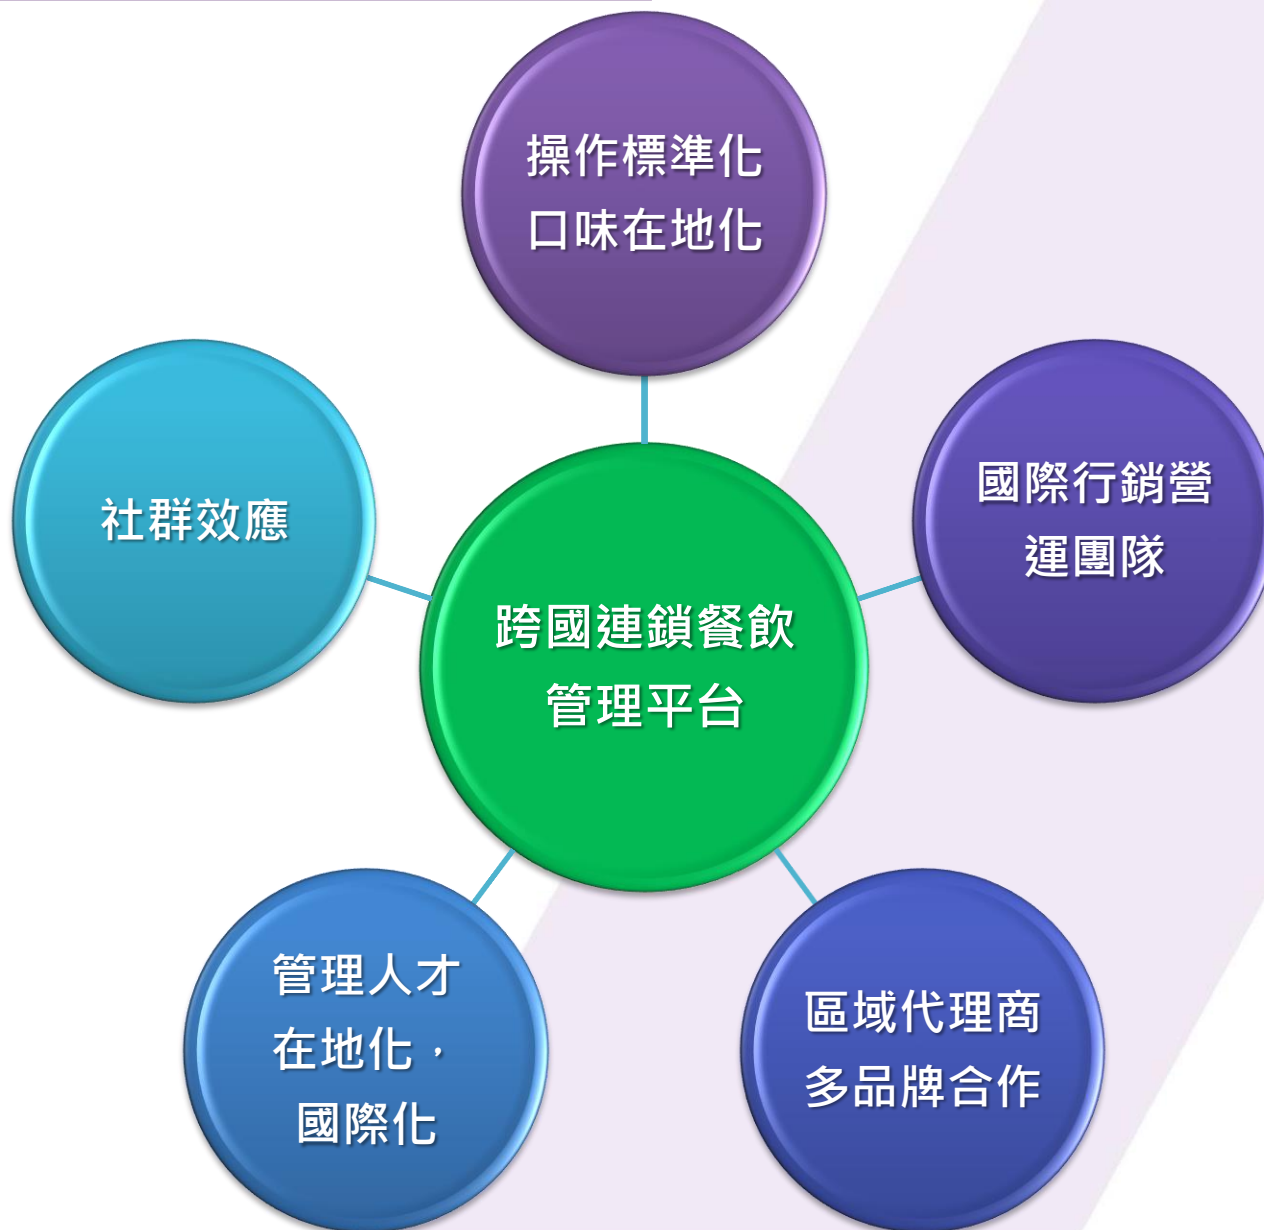 操作標準化
口味在地化
社群效應
國際行銷營
運團隊
跨國連鎖餐飲
管理平台
管理人才
在地化，
國際化
區域代理商
多品牌合作